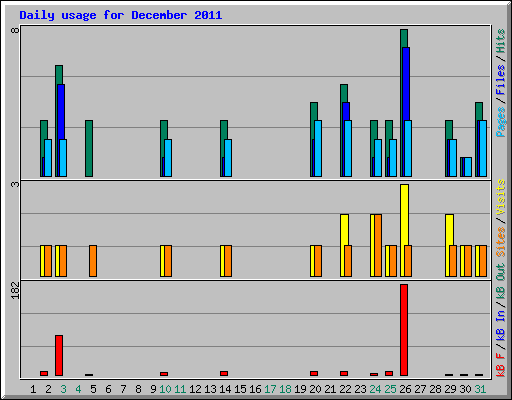 Daily usage for December 2011
8
Pages / Files / Hits
3
Sites / Visits
182
kB F / kB In / kB Out
1 2 3 4 5 6 7 8 9 10 11 12 13 14 15 16 17 18 19 20 21 22 23 24 25 26 27 28 29 30 31